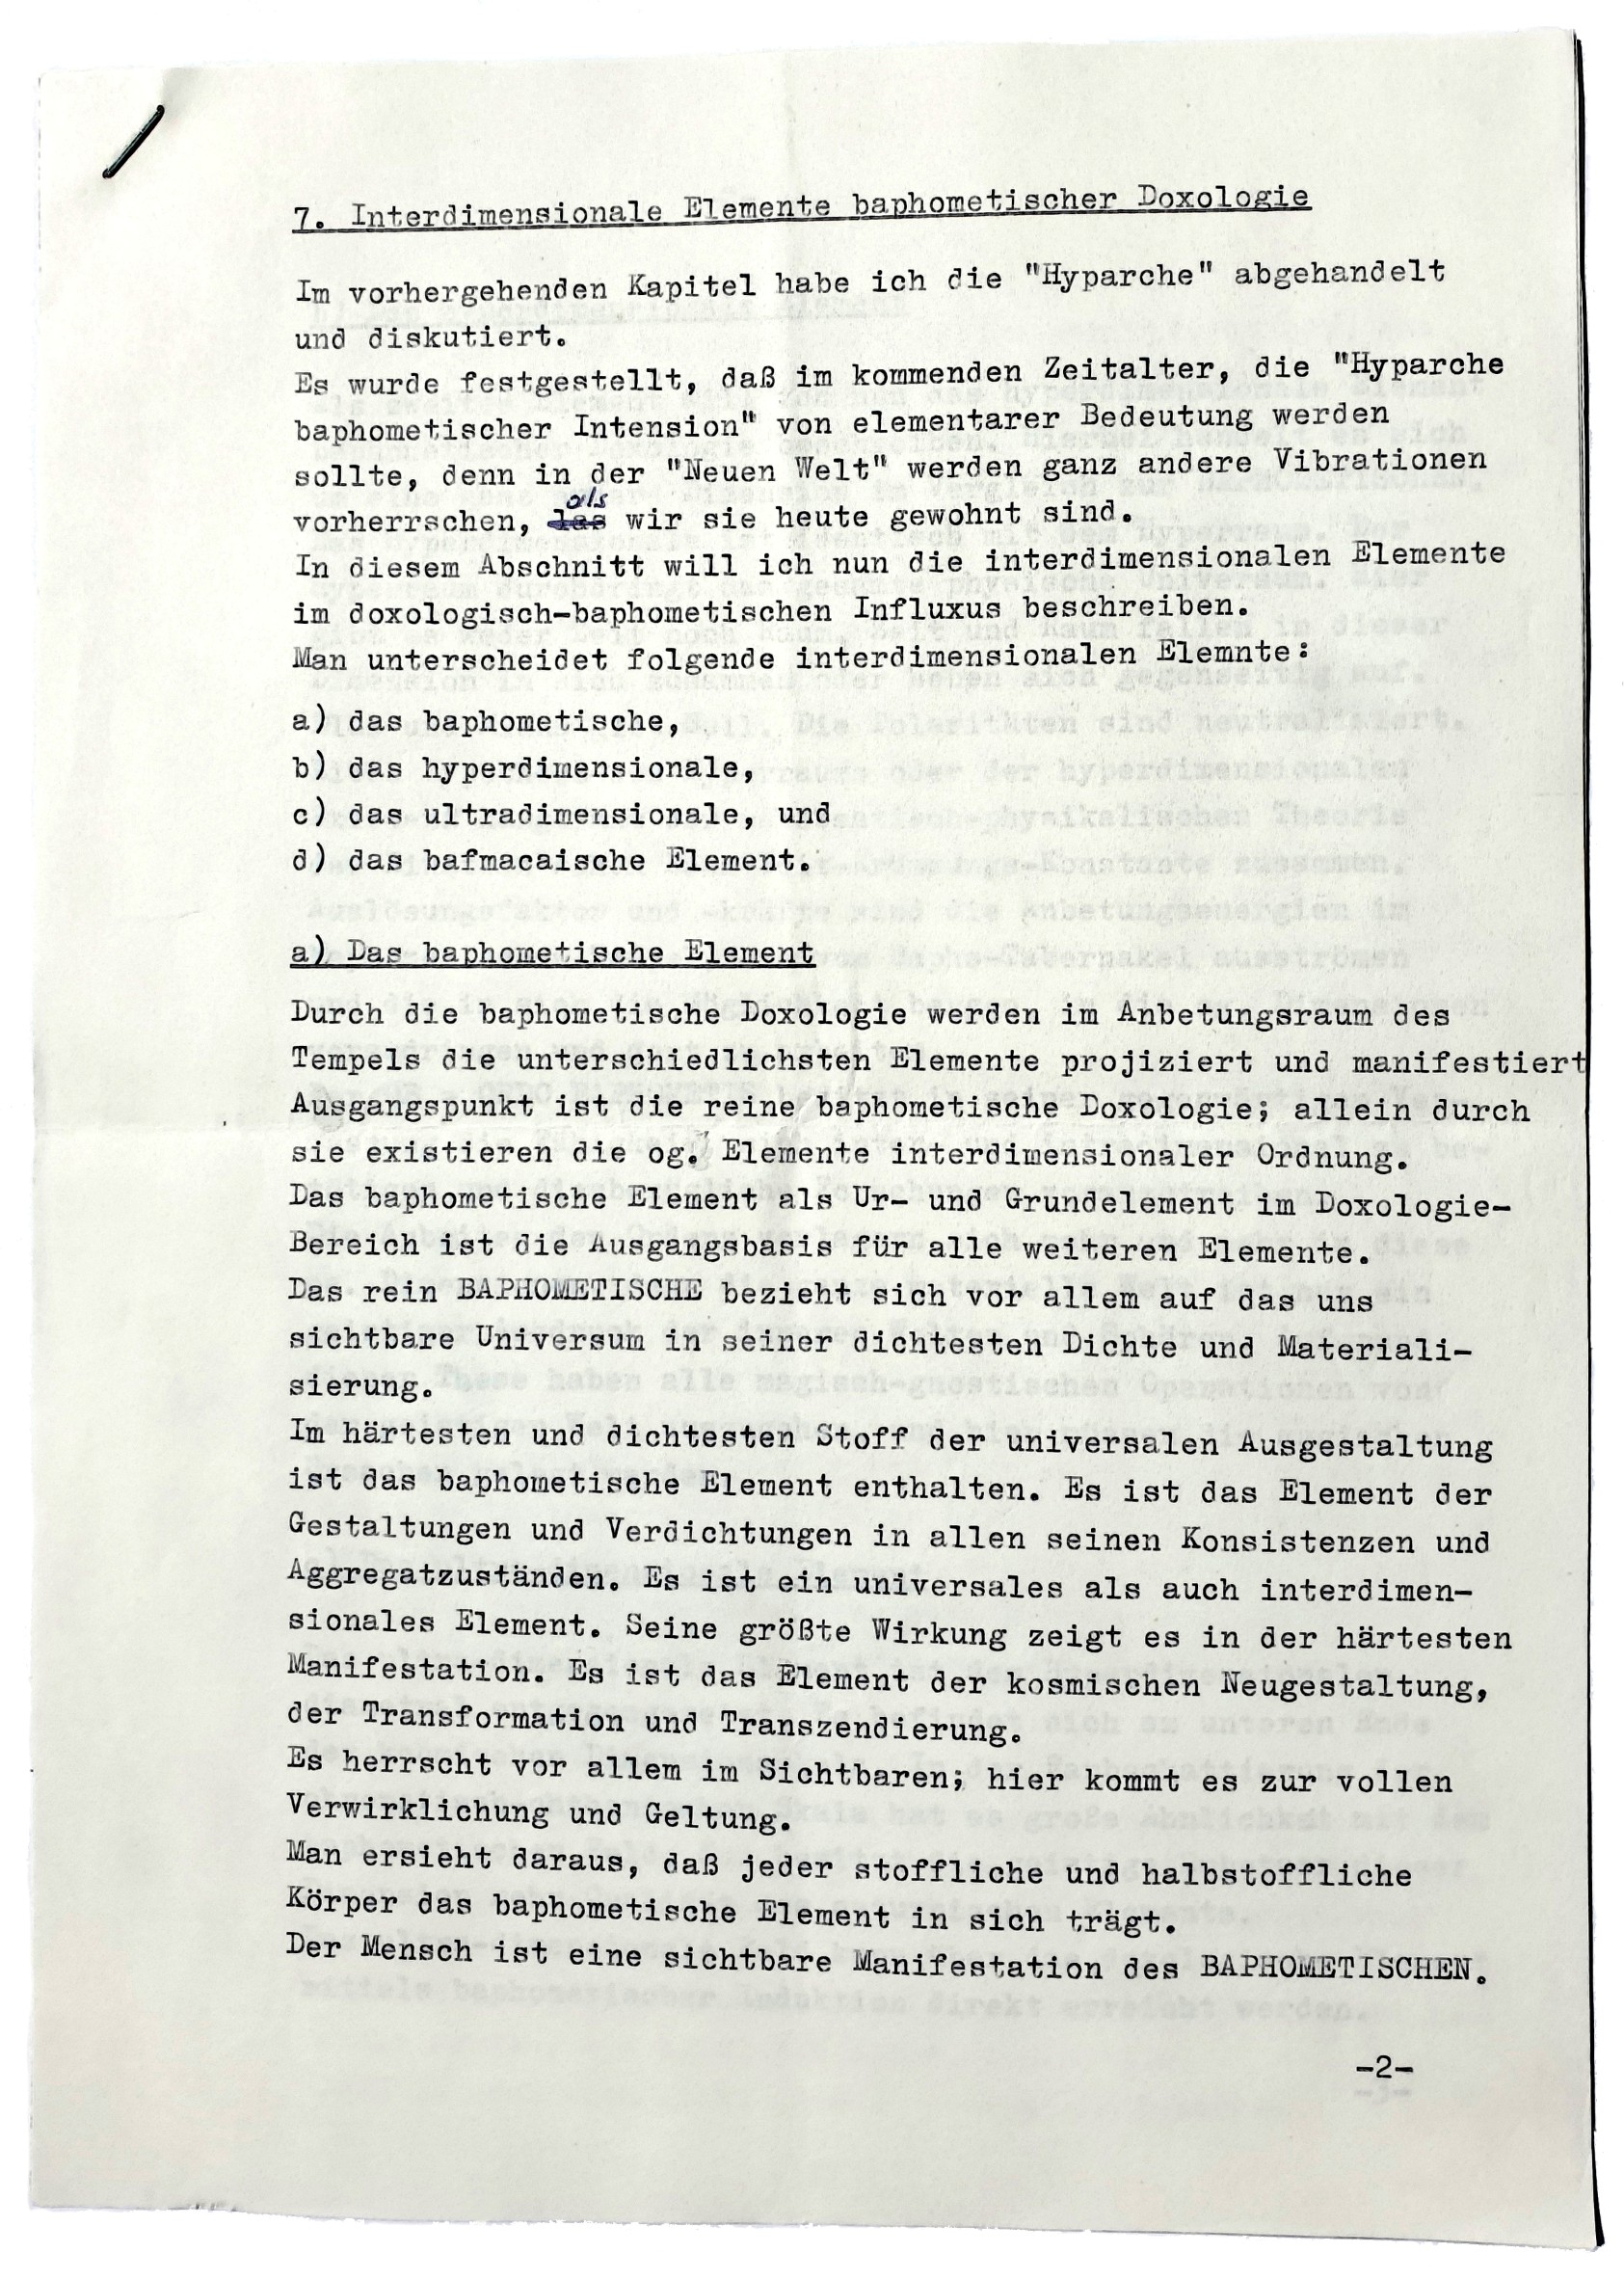 7. Interdimensionale Elemente baphometischer Doxologie
Im vorhergehenden Kapitel habe ich die "Hyparche" abgehandelt
und diskutiert.
Es wurde festgestellt, daß im kommenden Zeitalter, die "Hyparche
baphometischer Intension" von elementarer Bedeutung werden
sollte, denn in der "Neuen Welt" werden ganz andere Vibrationen
als
vorherrschen, las wir sie heute gewohnt sind.
In diesem Abschnitt will ich nun die interdimensionalen Elemente
im doxologisch-baphometischen Influxus beschreiben.
Man unterscheidet folgende interdimensionalen Elemnte:
a) das baphometische,
b) das hyperdimensionale,
c) das ultradimensionale, und
d) das bafmacaische Element.
a) Das baphometische Element
Durch die baphometische Doxologie werden im Anbetungsraum des
Tempels die unterschiedlichsten Elemente projiziert und manifestiert
Ausgangspunkt ist die reine baphometische Doxologie; allein durch
sie existieren die og. Elemente interdimensionaler Ordnung.
Das baphometische Element als Ur- und Grundelement im Doxologie-
Bereich ist die Ausgangsbasis für alle weiteren Elemente.
Das rein BAPHOMETISCHE bezieht sich vor allem auf das uns
sichtbare Universum in seiner dichtesten Dichte und Materiali-
sierung.
Im härtesten und dichtesten Stoff der universalen Ausgestaltung
ist das baphometische Element enthalten. Es ist das Element der
Gestaltungen und Verdichtungen in allen seinen Konsistenzen und
Aggregatzuständen. Es ist ein universales als auch interdimen-
sionales Element. Seine größte Wirkung zeigt es in der härtesten
Manifestation. Es ist das Element der kosmischen Neugestaltung,
der Transformation und Transzendierung.
Es herrscht vor allem im Sichtbaren; hier kommt es zur vollen
Verwirklichung und Geltung.
Man ersieht daraus, daß jeder stoffliche und halbstoffliche
Körper das baphometische Element in sich trägt.
Der Mensch ist eine sichtbare Manifestation des BAPHOMETISCHEN.
-2-